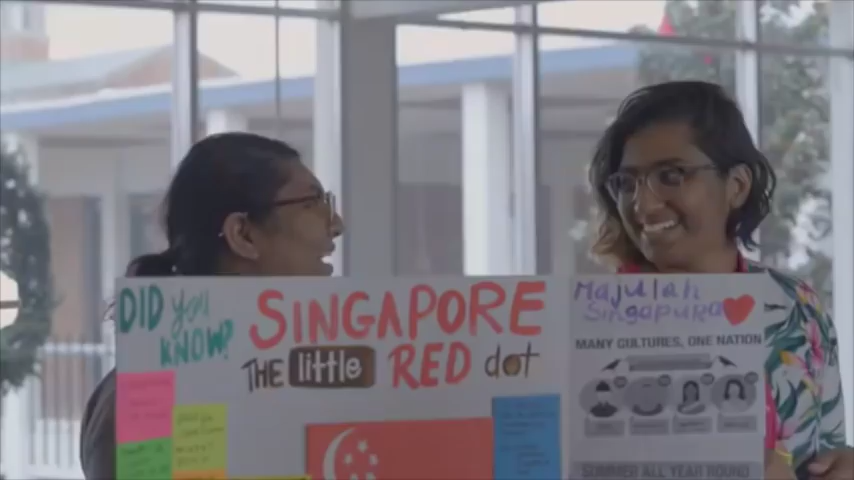 DID you
KNOW?
SINGAPORE
THE little RED dot
Majulah
Singapura
MANY CULTURES, ONE NATION
SUMMER ALL YEAR ROUND